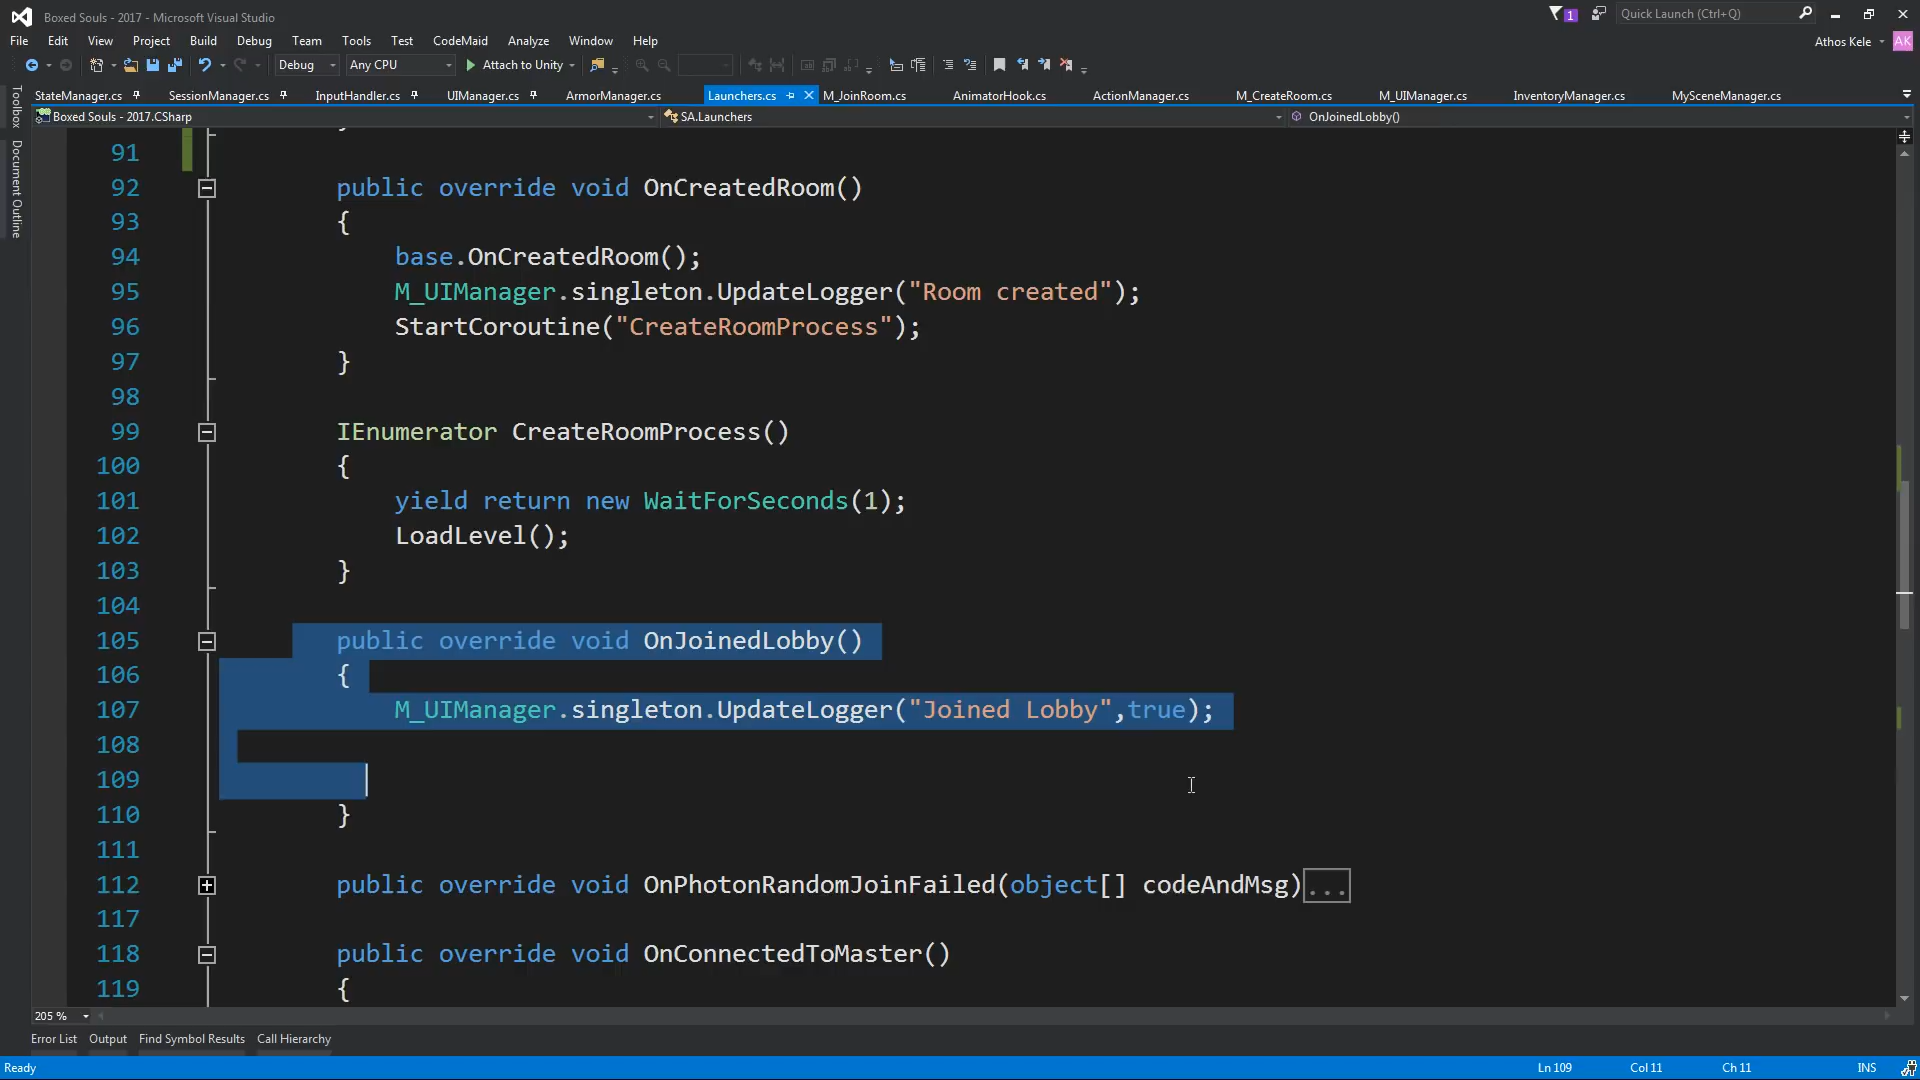 Boxed Souls - 2017 - Microsoft Visual Studio
1
Quick Launch (Ctrl+Q)
File Edit View Project Build Debug Team Tools Test CodeMaid Analyze Window Help
Athos Kele AK
Debug Any CPU Attach to Unity
Toolbox
Document Outline
StateManager.cs SessionManager.cs InputHandler.cs UIManager.cs ArmorManager.cs Launchers.cs M_JoinRoom.cs AnimatorHook.cs ActionManager.cs M_CreateRoom.cs M_UIManager.cs InventoryManager.cs MySceneManager.cs
Boxed Souls - 2017.CSharp SA.Launchers OnJoinedLobby()
91
92 public override void OnCreatedRoom()
93 {
94 base.OnCreatedRoom();
95 M_UIManager.singleton.UpdateLogger("Room created");
96 StartCoroutine("CreateRoomProcess");
97 }
98
99 IEnumerator CreateRoomProcess()
100 {
101 yield return new WaitForSeconds(1);
102 LoadLevel();
103 }
104
105 public override void OnJoinedLobby()
106 {
107 M_UIManager.singleton.UpdateLogger("Joined Lobby",true);
108
109
110 }
111
112 public override void OnPhotonRandomJoinFailed(object[] codeAndMsg)...
117
118 public override void OnConnectedToMaster()
119 {
205 %
Error List Output Find Symbol Results Call Hierarchy
Ready Ln 109 Col 11 Ch 11 INS